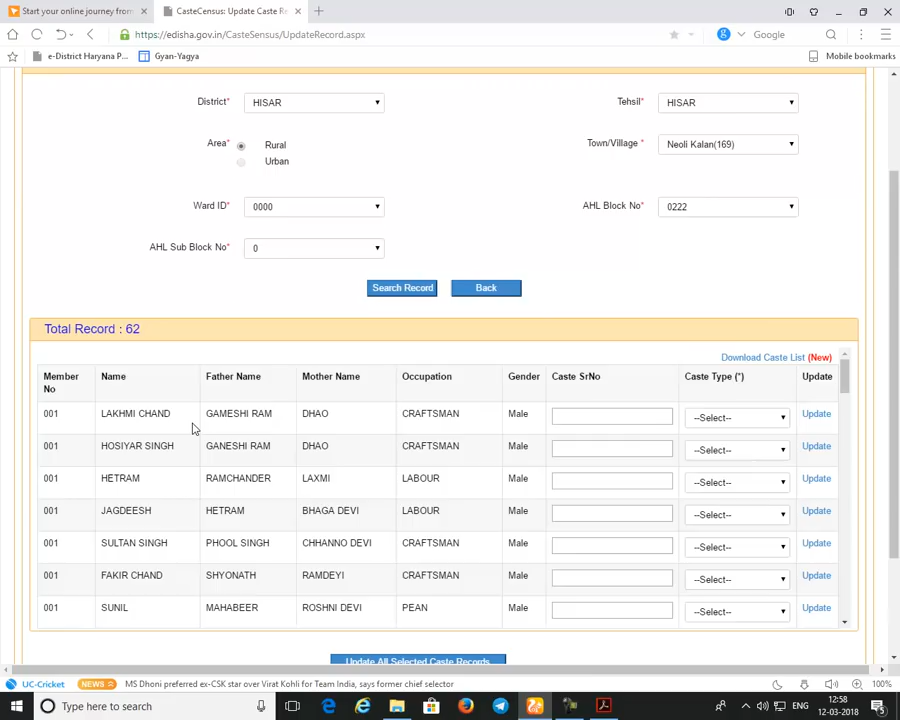 Start your online journey from
CasteCensus: Update Caste Re
https://edisha.gov.in/CasteSensus/UpdateRecord.aspx
Google
e-District Haryana P...
Gyan-Yagya
Mobile bookmarks
District* HISAR
Tehsil* HISAR
Area* Rural
Urban
Town/Village * Neoli Kalan(169)
Ward ID* 0000
AHL Block No* 0222
AHL Sub Block No* 0
Search Record
Back
Total Record : 62
Download Caste List (New)
Member No Name Father Name Mother Name Occupation Gender Caste SrNo Caste Type (*) Update
001 LAKHMI CHAND GAMESHI RAM DHAO CRAFTSMAN Male --Select-- Update
001 HOSIYAR SINGH GANESHI RAM DHAO CRAFTSMAN Male --Select-- Update
001 HETRAM RAMCHANDER LAXMI LABOUR Male --Select-- Update
001 JAGDEESH HETRAM BHAGA DEVI LABOUR Male --Select-- Update
001 SULTAN SINGH PHOOL SINGH CHHANNO DEVI CRAFTSMAN Male --Select-- Update
001 FAKIR CHAND SHYONATH RAMDEYI CRAFTSMAN Male --Select-- Update
001 SUNIL MAHABEER ROSHNI DEVI PEAN Male --Select-- Update
Update All Selected Caste Records
UC-Cricket
NEWS
MS Dhoni preferred ex-CSK star over Virat Kohli for Team India, says former chief selector
100%
Type here to search
ENG
12:58
12-03-2018
5